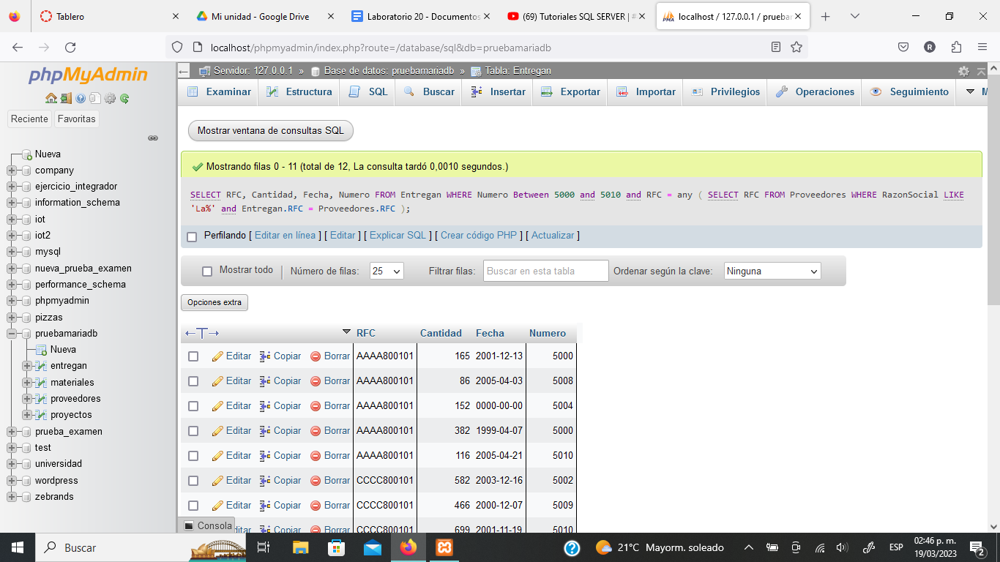 Tablero
Mi unidad - Google Drive
Laboratorio 20 - Documentos
(69) Tutoriales SQL SERVER | #
localhost / 127.0.0.1 / prueba
localhost/phpmyadmin/index.php?route=/database/sql&db=pruebamariadb
R
phpMyAdmin
Reciente Favoritas
Nueva
company
ejercicio_integrador
information_schema
iot
iot2
mysql
nueva_prueba_examen
performance_schema
phpmyadmin
pizzas
pruebamariadb
Nueva
entregan
materiales
proveedores
proyectos
prueba_examen
test
universidad
wordpress
zebrands
Servidor: 127.0.0.1 » Base de datos: pruebamariadb » Tabla: Entregan
Examinar Estructura SQL Buscar Insertar Exportar Importar Privilegios Operaciones Seguimiento M
Mostrar ventana de consultas SQL
Mostrando filas 0 - 11 (total de 12, La consulta tardó 0,0010 segundos.)
SELECT RFC, Cantidad, Fecha, Numero FROM Entregan WHERE Numero Between 5000 and 5010 and RFC = any ( SELECT RFC FROM Proveedores WHERE RazonSocial LIKE
'La%' and Entregan.RFC = Proveedores.RFC );
Perfilando [ Editar en línea ] [ Editar ] [ Explicar SQL ] [ Crear código PHP ] [ Actualizar ]
Mostrar todo | Número de filas: 25 Filtrar filas: Buscar en esta tabla Ordenar según la clave: Ninguna
Opciones extra
←T→ RFC Cantidad Fecha Numero
Editar Copiar Borrar AAAA800101 165 2001-12-13 5000
Editar Copiar Borrar AAAA800101 86 2005-04-03 5008
Editar Copiar Borrar AAAA800101 152 0000-00-00 5004
Editar Copiar Borrar AAAA800101 382 1999-04-07 5000
Editar Copiar Borrar AAAA800101 116 2005-04-21 5010
Editar Copiar Borrar CCCC800101 582 2003-12-16 5002
Editar Copiar Borrar CCCC800101 466 2000-12-07 5009
Copiar Borrar CCCC800101 699 2001-11-19 5010
Consola
Buscar
21°C Mayorm. soleado
ESP
02:46 p. m.
19/03/2023
2